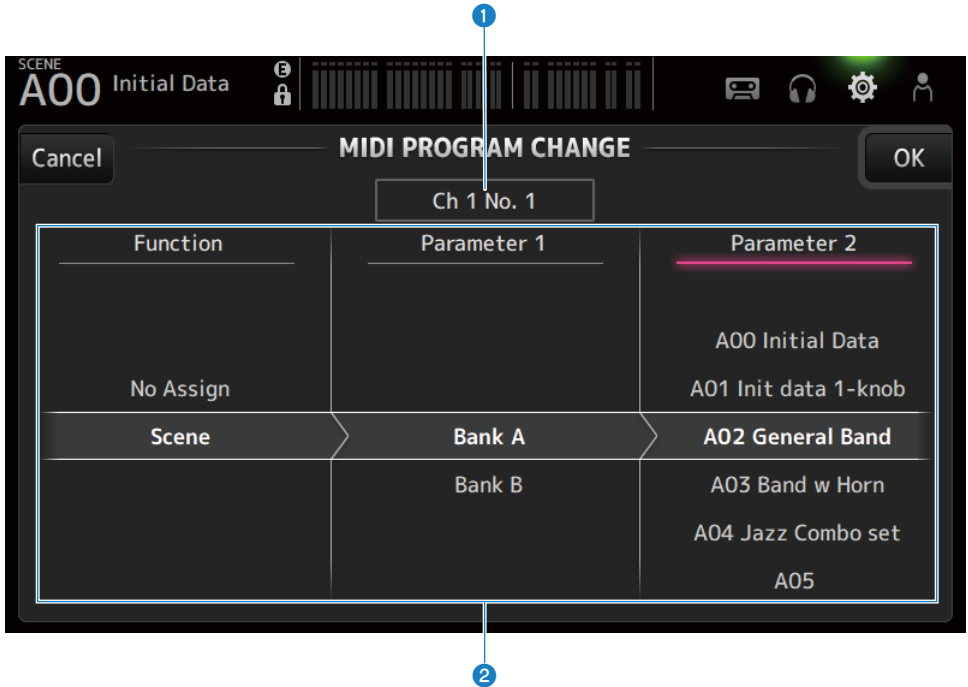 1
SCENE
A00 Initial Data E
Cancel MIDI PROGRAM CHANGE OK
Ch 1 No. 1
Function Parameter 1 Parameter 2
A00 Initial Data
No Assign A01 Init data 1-knob
Scene Bank A A02 General Band
Bank B A03 Band w Horn
A04 Jazz Combo set
A05
2